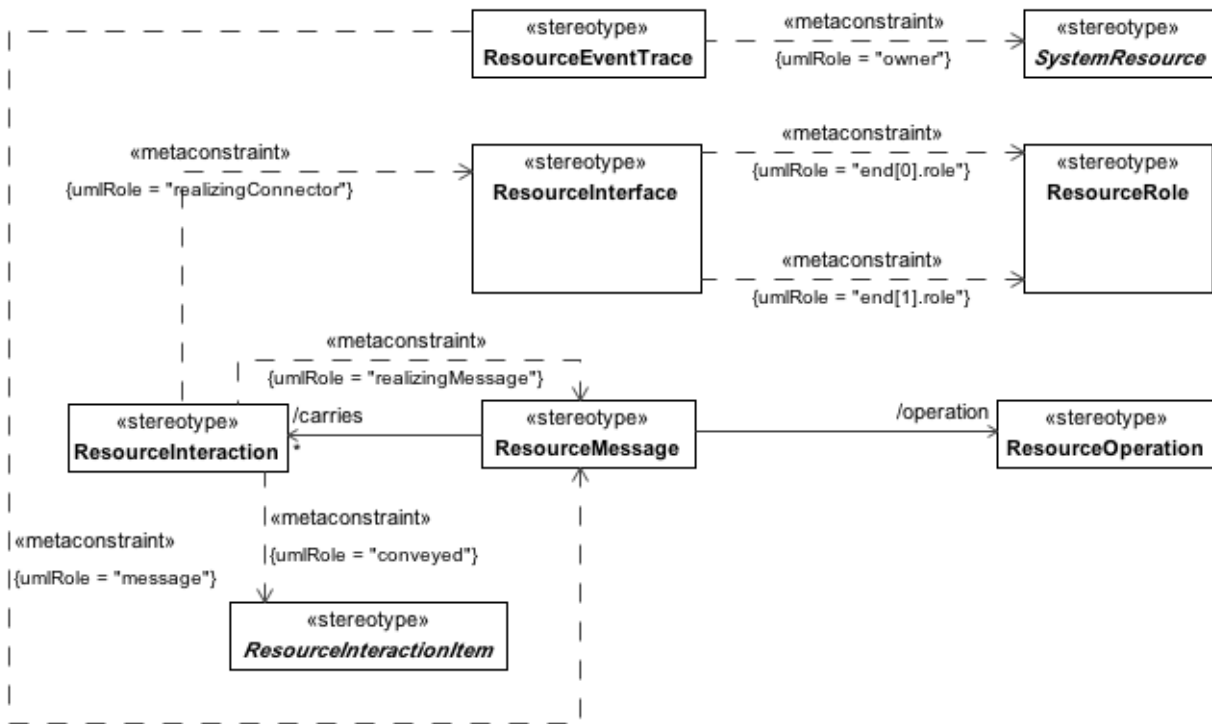 «stereotype»
ResourceEventTrace
«metaconstraint»
{umlRole = "owner"}
«stereotype»
SystemResource
«metaconstraint»
{umlRole = "realizingConnector"}
«stereotype»
ResourceInterface
«metaconstraint»
{umlRole = "end[0].role"}
«metaconstraint»
{umlRole = "end[1].role"}
«stereotype»
ResourceRole
«metaconstraint»
{umlRole = "realizingMessage"}
«stereotype»
ResourceInteraction
/carries
*
«stereotype»
ResourceMessage
/operation
«stereotype»
ResourceOperation
«metaconstraint»
{umlRole = "message"}
«metaconstraint»
{umlRole = "conveyed"}
«stereotype»
ResourceInteractionItem